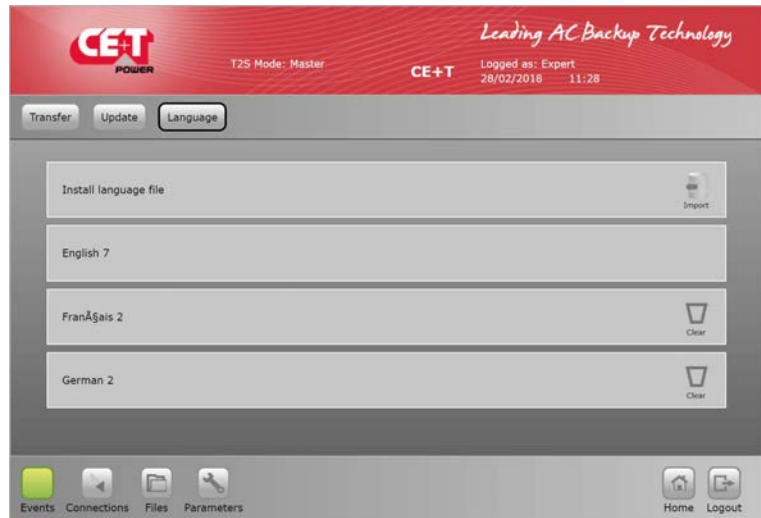 CE+T
POWER
Leading AC Backup Technology
T2S Mode: Master
CE+T
Logged as: Expert
28/02/2018 11:28
Transfer Update Language
Install language file
Import
English 7
FranÃ§ais 2
Clear
German 2
Clear
Events Connections Files Parameters Home Logout